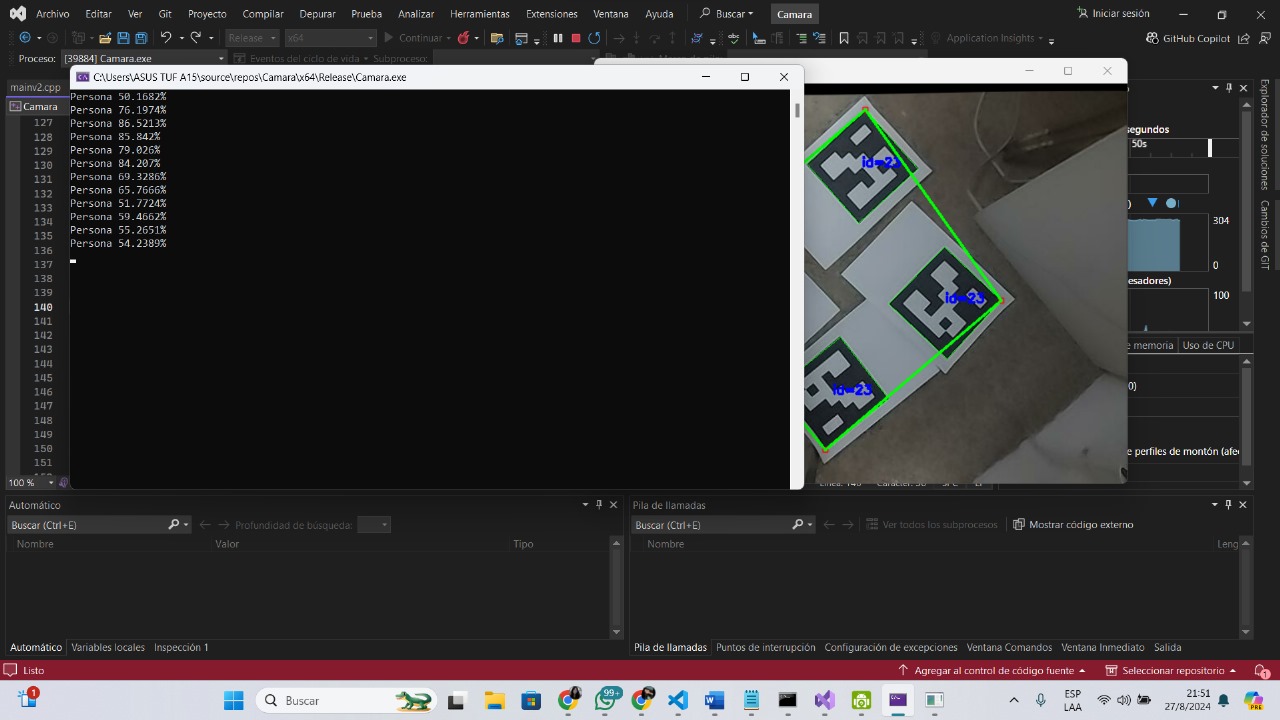 Archivo Editar Ver Git Proyecto Compilar Depurar Prueba Analizar Herramientas Extensiones Ventana Ayuda Buscar Camara Iniciar sesión
Release x64 Continuar Application Insights GitHub Copilot
Proceso: [39884] Camara.exe Eventos de ciclo de vida Subproceso:
C:\Users\ASUS TUF A15\source\repos\Camara\x64\Release\Camara.exe
mainv2.cpp
Camara
127
128
129
130
131
132
133
134
135
136
137
138
139
140
141
142
143
144
145
146
147
148
149
150
151
100 %
Persona 50.1682%
Persona 76.1974%
Persona 86.5213%
Persona 85.842%
Persona 79.026%
Persona 84.207%
Persona 69.3286%
Persona 65.7666%
Persona 51.7724%
Persona 59.4662%
Persona 55.2651%
Persona 54.2389%
id=23
id=23
id=23
segundos
50s
304
0
esadores)
100
e memoria Uso de CPU
0)
e perfiles de montón (afe
Explorador de soluciones
Cambios de GIT
Automático
Buscar (Ctrl+E) Profundidad de búsqueda:
Nombre Valor Tipo
Automático Variables locales Inspección 1
Pila de llamadas
Buscar (Ctrl+E) Ver todos los subprocesos Mostrar código externo
Nombre Leng
Pila de llamadas Puntos de interrupción Configuración de excepciones Ventana Comandos Ventana Inmediato Salida
Listo Agregar al control de código fuente Seleccionar repositorio 1
1 Buscar 99+ ESP
LAA
21:51
27/8/2024
PRE